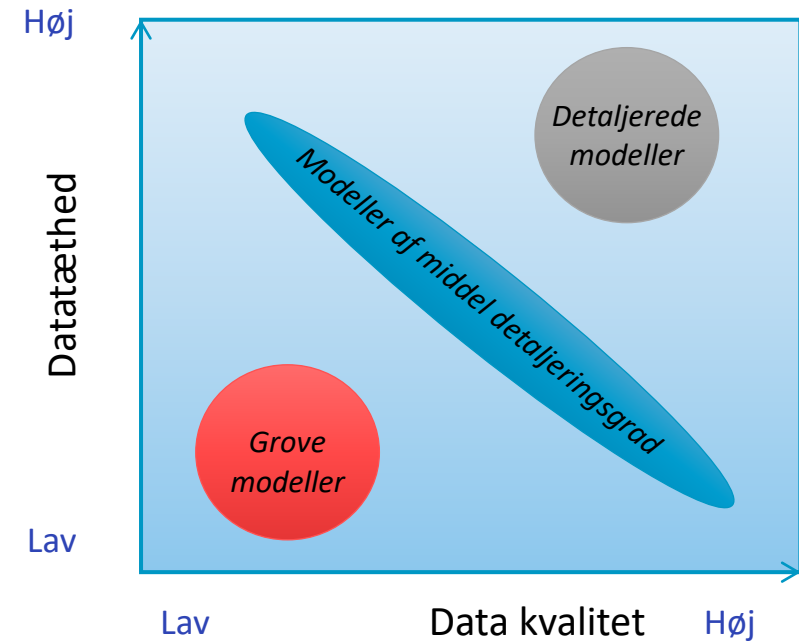 Høj
Datatæthed
Detaljerede
modeller
Modeller af middel detaljeringsgrad
Grove
modeller
Lav
Lav
Data kvalitet
Høj